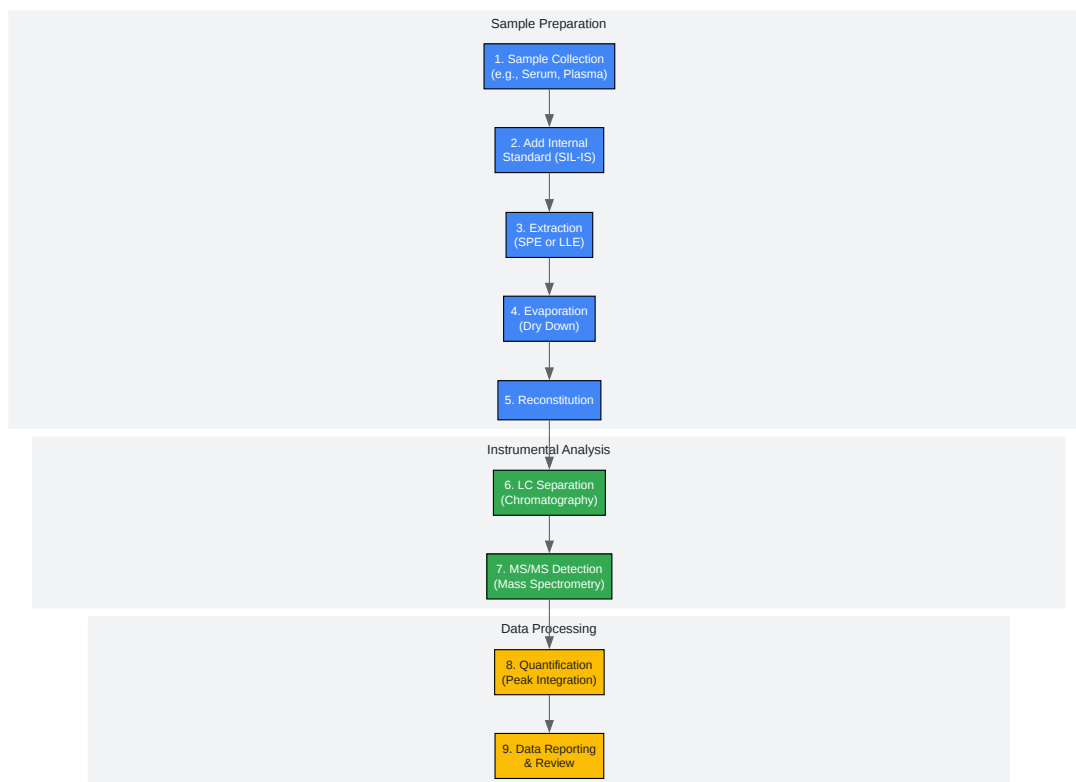 Sample Preparation
1. Sample Collection
(e.g., Serum, Plasma)
2. Add Internal
Standard (SIL-IS)
3. Extraction
(SPE or LLE)
4. Evaporation
(Dry Down)
5. Reconstitution
Instrumental Analysis
6. LC Separation
(Chromatography)
7. MS/MS Detection
(Mass Spectrometry)
Data Processing
8. Quantification
(Peak Integration)
9. Data Reporting
& Review